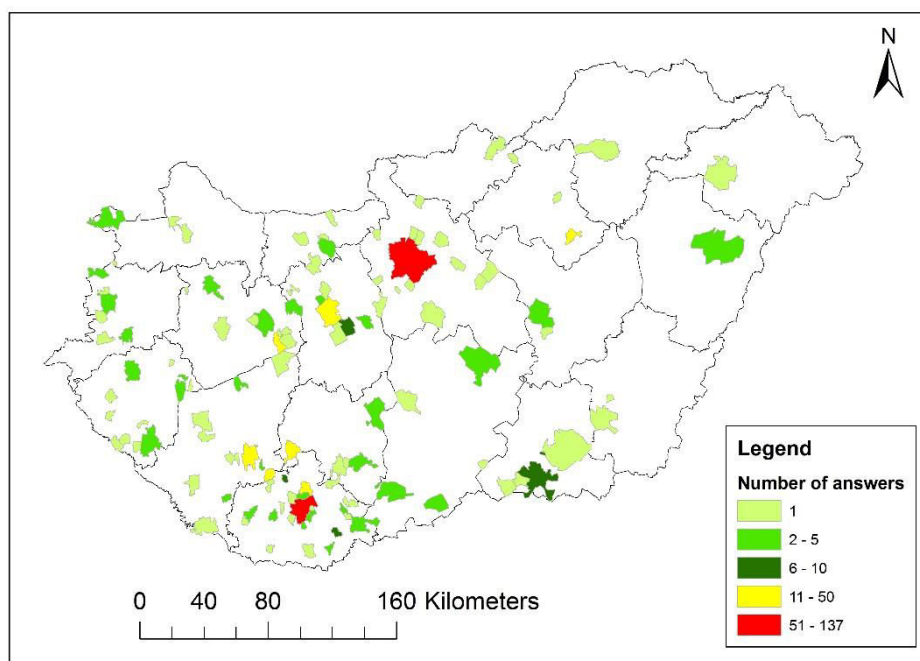 N
Legend
Number of answers
1
2 - 5
6 - 10
11 - 50
51 - 137
0 40 80 160 Kilometers